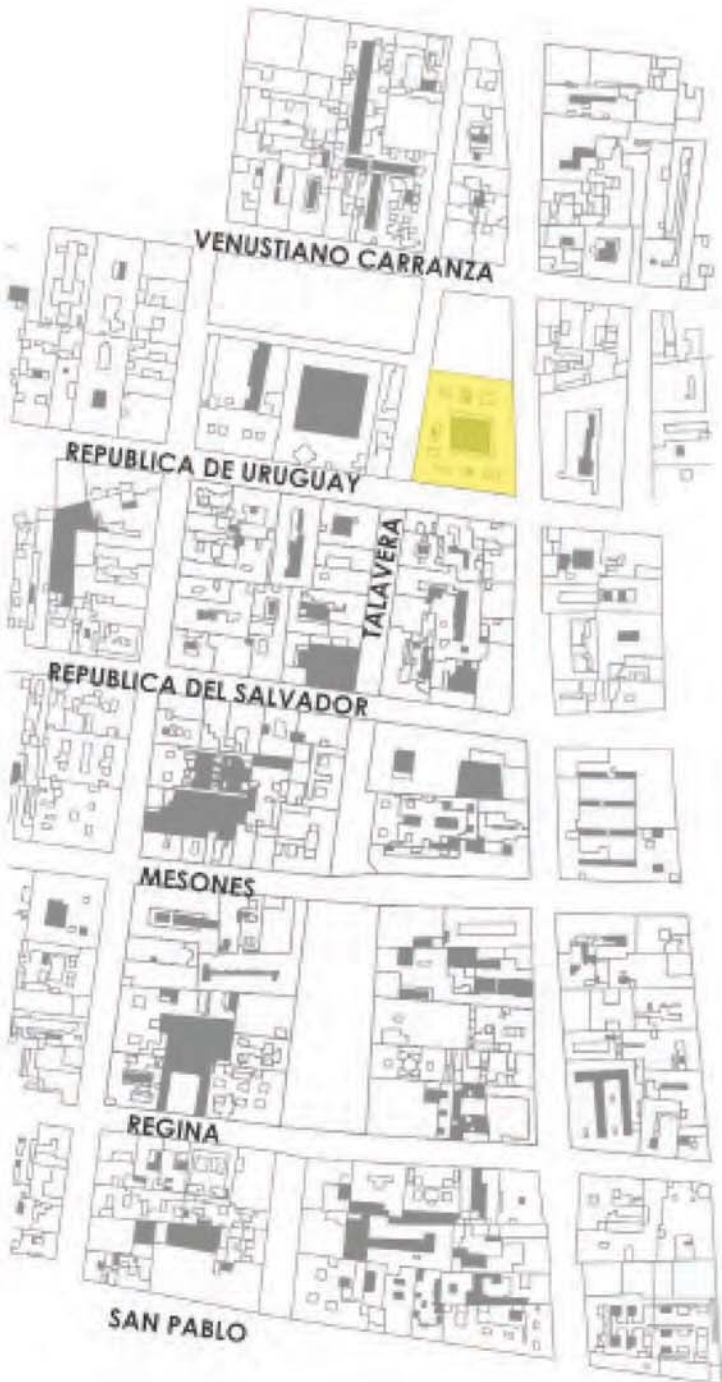 VENUSTIANO CARRANZA
REPUBLICA DE URUGUAY
TALAVERA
REPUBLICA DEL SALVADOR
MESONES
REGINA
SAN PABLO